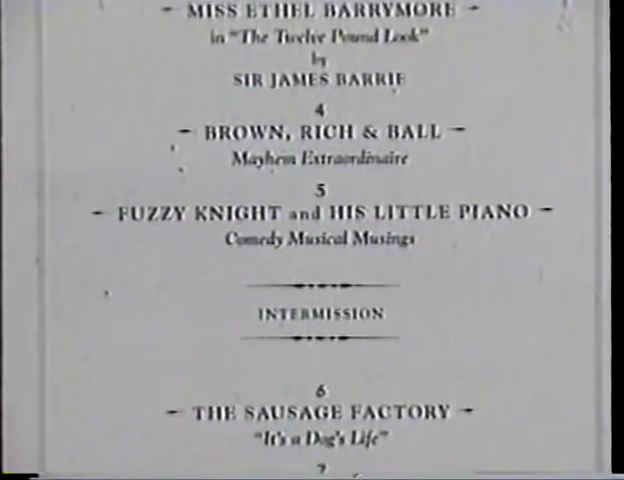 - MISS ETHEL BARRYMORE -
in "The Twelve Pound Look"
by
SIR JAMES BARRIE
4
- BROWN, RICH & BALL -
Mayhem Extraordinaire
5
- FUZZY KNIGHT and HIS LITTLE PIANO -
Comedy Musical Musings
INTERMISSION
6
- THE SAUSAGE FACTORY -
"It's a Dog's Life"
7